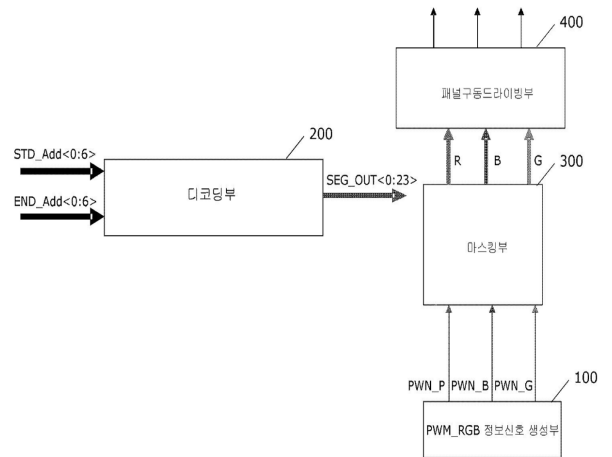 400
패널구동드라이빙부
200
STD_Add<0:6>
END_Add<0:6>
디코딩부
SEG_OUT<0:23>
R
B
G
300
마스킹부
PWN_P
PWN_B
PWN_G
100
PWM_RGB 정보신호 생성부